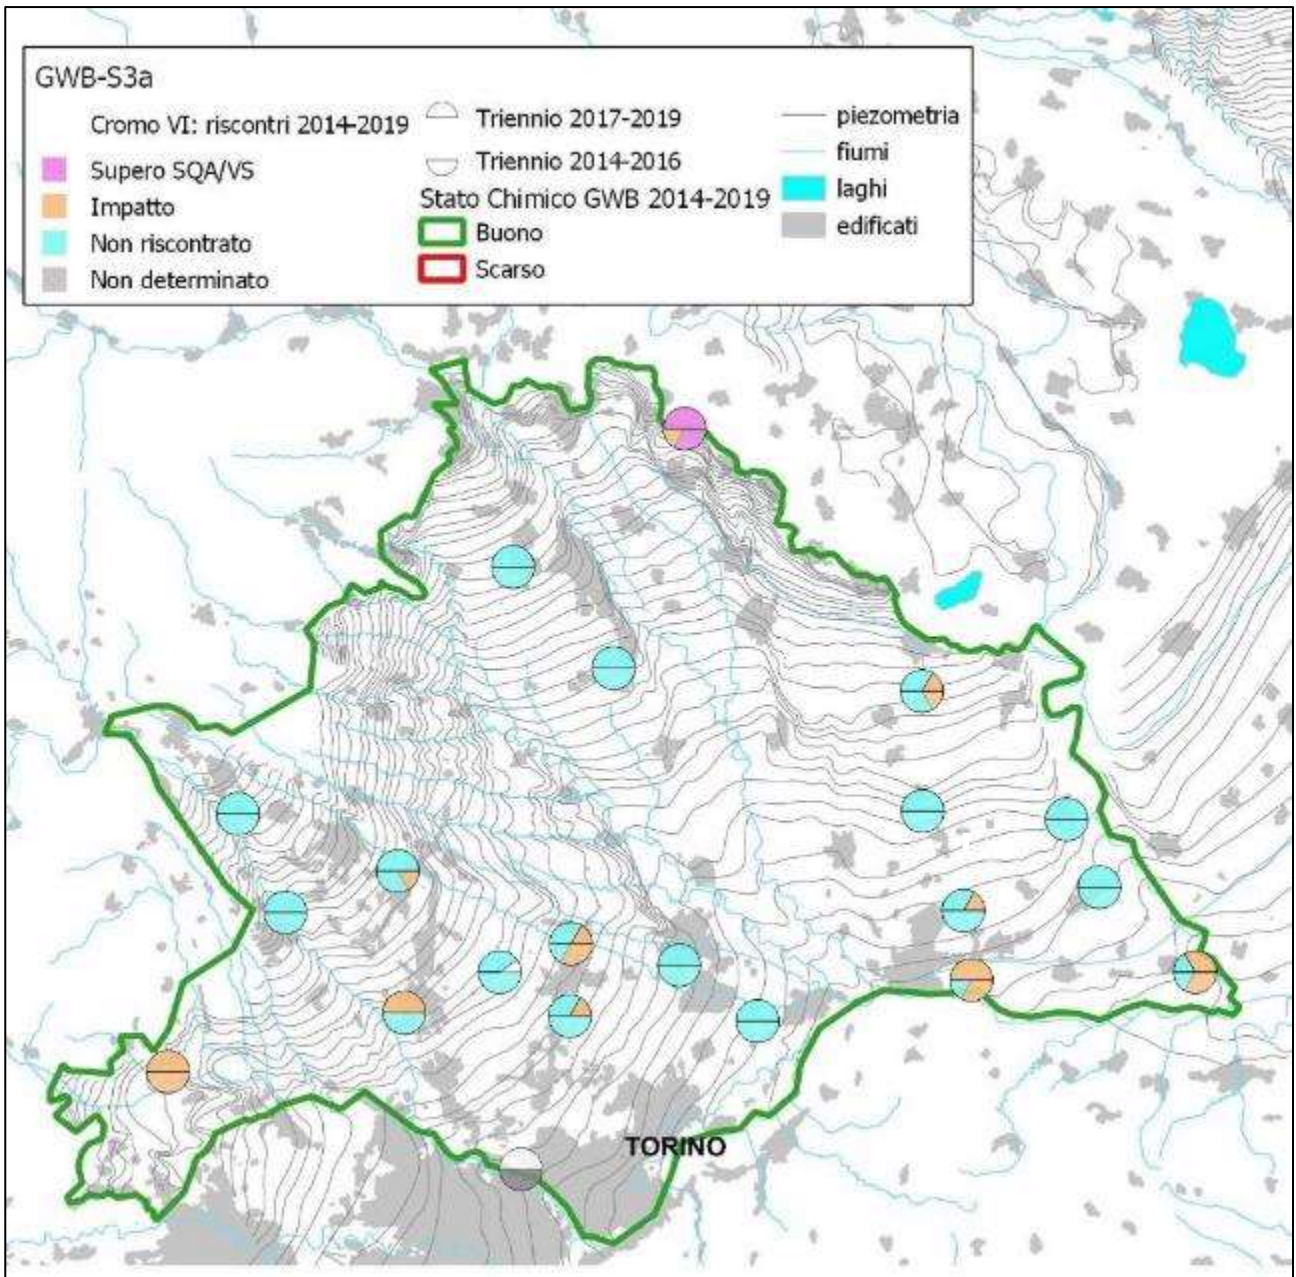 GWB-S3a
Cromo VI: riscontri 2014-2019
Supero SQA/VS
Impatto
Non riscontrato
Non determinato
Triennio 2017-2019
Triennio 2014-2016
Stato Chimico GWB 2014-2019
Buono
Scarso
piezometria
fiumi
laghi
edificati
TORINO